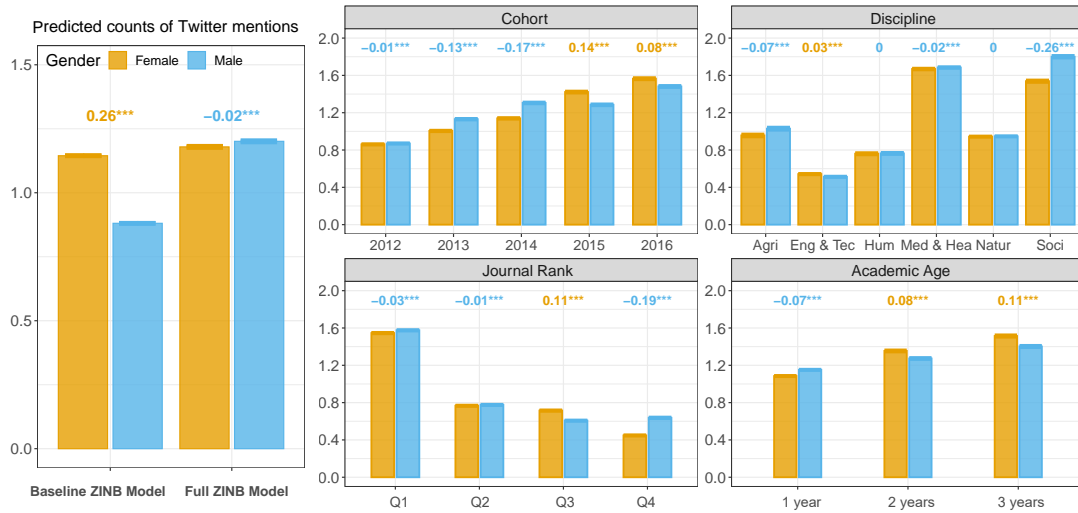 Predicted counts of Twitter mentions
Gender Female Male
1.5
1.0
0.5
0.0
0.26*** −0.02***
Baseline ZINB Model Full ZINB Model
Cohort
2.0
1.6
1.2
0.8
0.4
0.0
−0.01*** −0.13*** −0.17*** 0.14*** 0.08***
2012 2013 2014 2015 2016
Discipline
2.0
1.6
1.2
0.8
0.4
0.0
−0.07*** 0.03*** 0 −0.02*** 0 −0.26***
Agri Eng & Tec Hum Med & Hea Natur Soci
Journal Rank
2.0
1.6
1.2
0.8
0.4
0.0
−0.03*** −0.01*** 0.11*** −0.19***
Q1 Q2 Q3 Q4
Academic Age
2.0
1.6
1.2
0.8
0.4
0.0
−0.07*** 0.08*** 0.11***
1 year 2 years 3 years